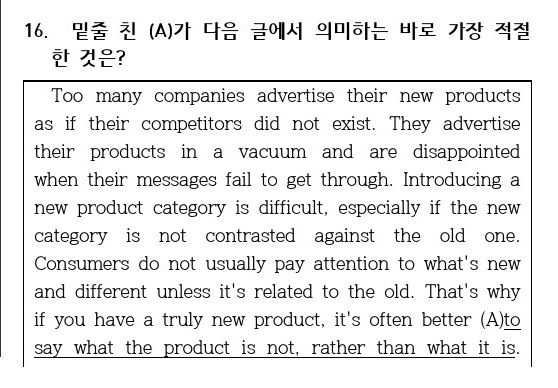 16. 밑줄 친 (A)가 다음 글에서 의미하는 바로 가장 적절
한 것은?
Too many companies advertise their new products
as if their competitors did not exist. They advertise
their products in a vacuum and are disappointed
when their messages fail to get through. Introducing a
new product category is difficult, especially if the new
category is not contrasted against the old one.
Consumers do not usually pay attention to what's new
and different unless it's related to the old. That's why
if you have a truly new product, it's often better (A)to
say what the product is not, rather than what it is.